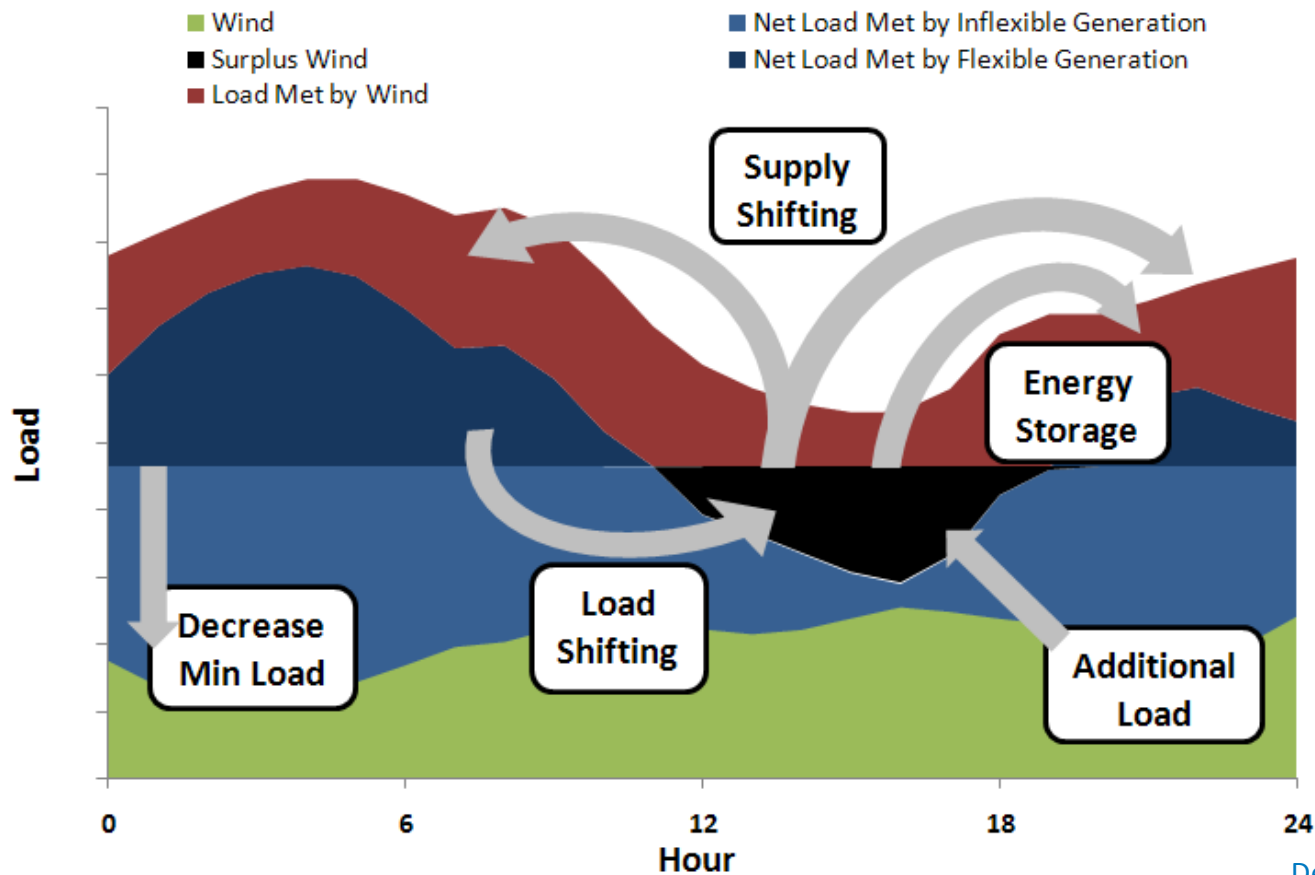 Wind
Surplus Wind
Load Met by Wind
Net Load Met by Inflexible Generation
Net Load Met by Flexible Generation
Supply
Shifting
Energy
Storage
Load
Decrease
Min Load
Load
Shifting
Additional
Load
0 6 12 18 24
Hour